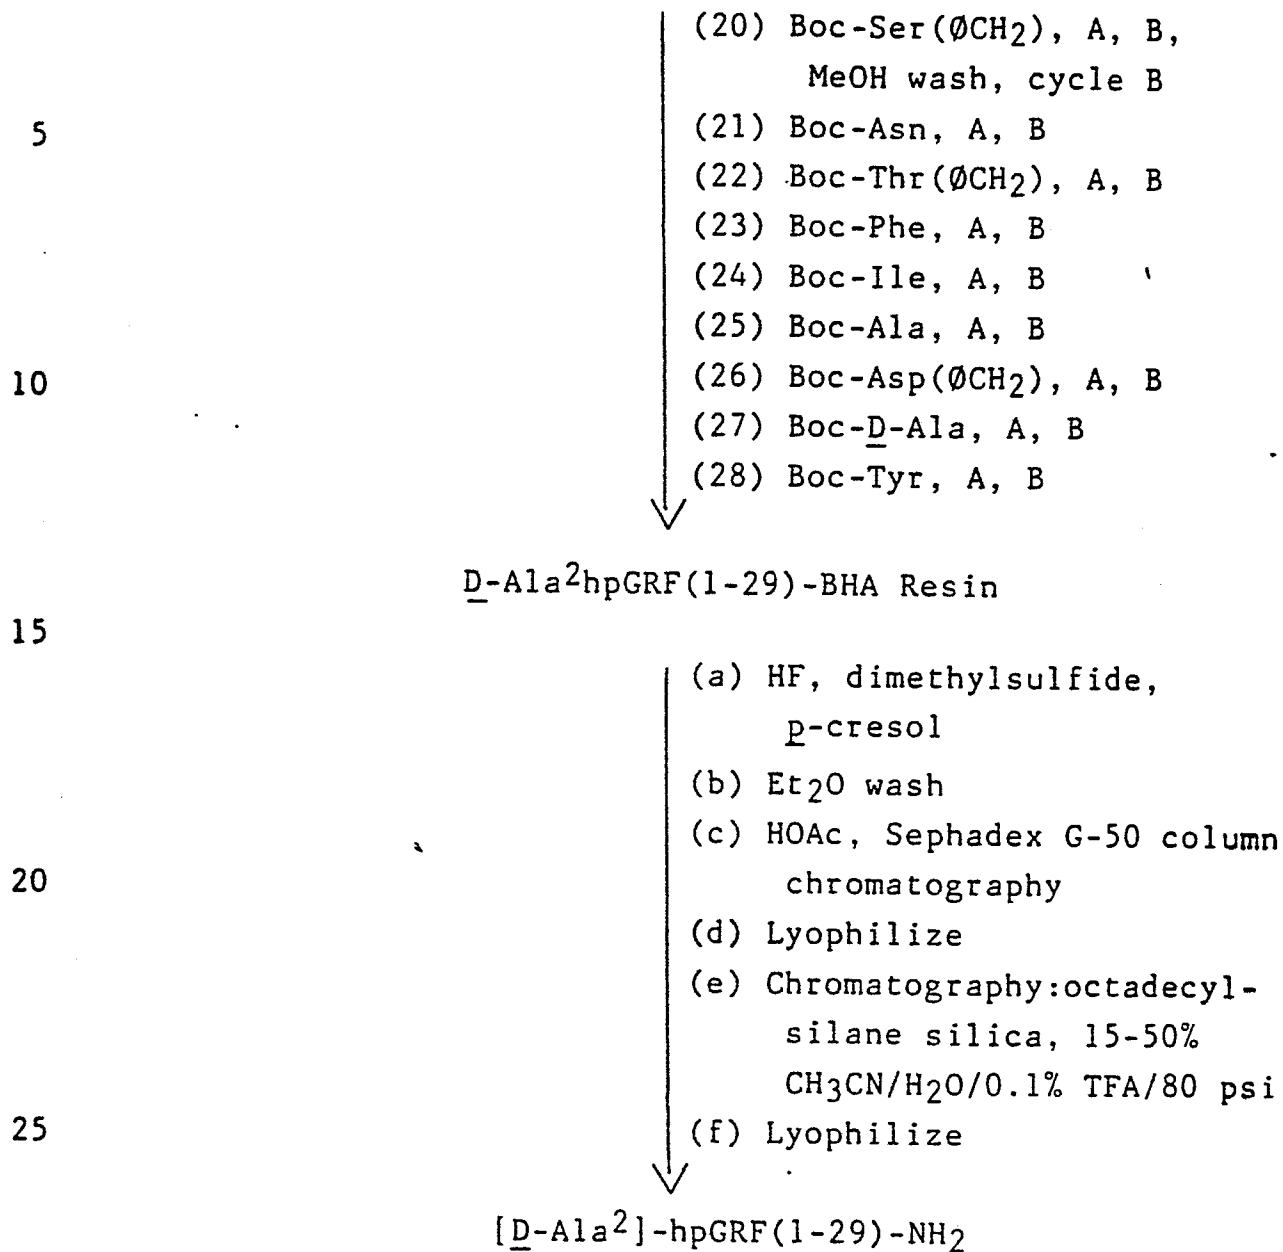 (20) Boc-Ser(ØCH2), A, B,
MeOH wash, cycle B
5
(21) Boc-Asn, A, B
(22) Boc-Thr(ØCH2), A, B
(23) Boc-Phe, A, B
(24) Boc-Ile, A, B
(25) Boc-Ala, A, B
10
(26) Boc-Asp(ØCH2), A, B
(27) Boc-D-Ala, A, B
(28) Boc-Tyr, A, B
D-Ala2hpGRF(1-29)-BHA Resin
15
(a) HF, dimethylsulfide,
p-cresol
(b) Et2O wash
(c) HOAc, Sephadex G-50 column
20
chromatography
(d) Lyophilize
(e) Chromatography:octadecyl-
silane silica, 15-50%
CH3CN/H2O/0.1% TFA/80 psi
25
(f) Lyophilize
[D-Ala2]-hpGRF(1-29)-NH2